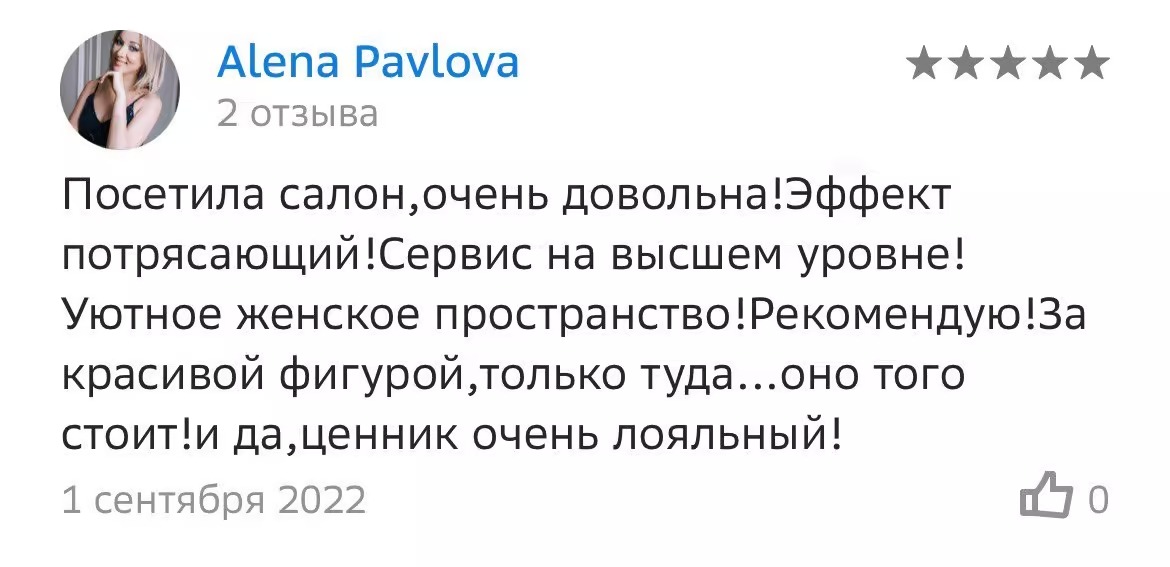 Alena Pavlova
2 отзыва
Посетила салон,очень довольна!Эффект
потрясающий!Сервис на высшем уровне!
Уютное женское пространство!Рекомендую!За
красивой фигурой,только туда...оно того
стоит!и да,ценник очень лояльный!
1 сентября 2022
0